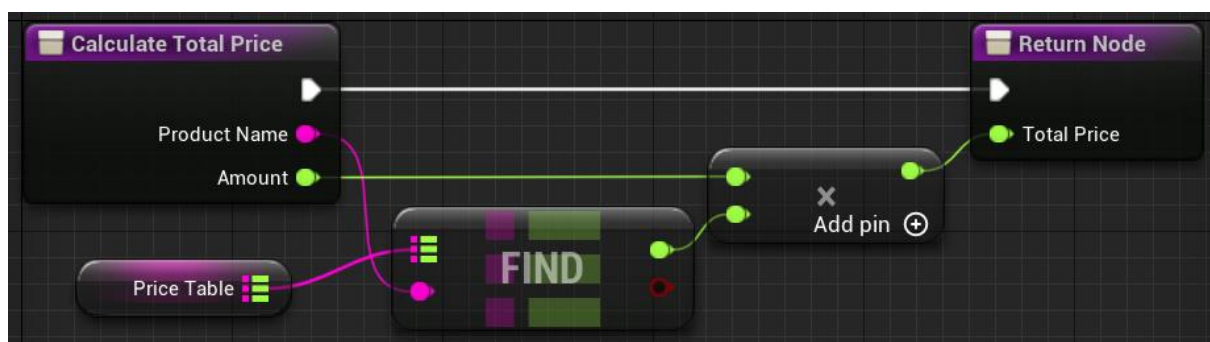 Calculate Total Price
Return Node
Product Name
Total Price
Amount
×
Add pin
FIND
Price Table